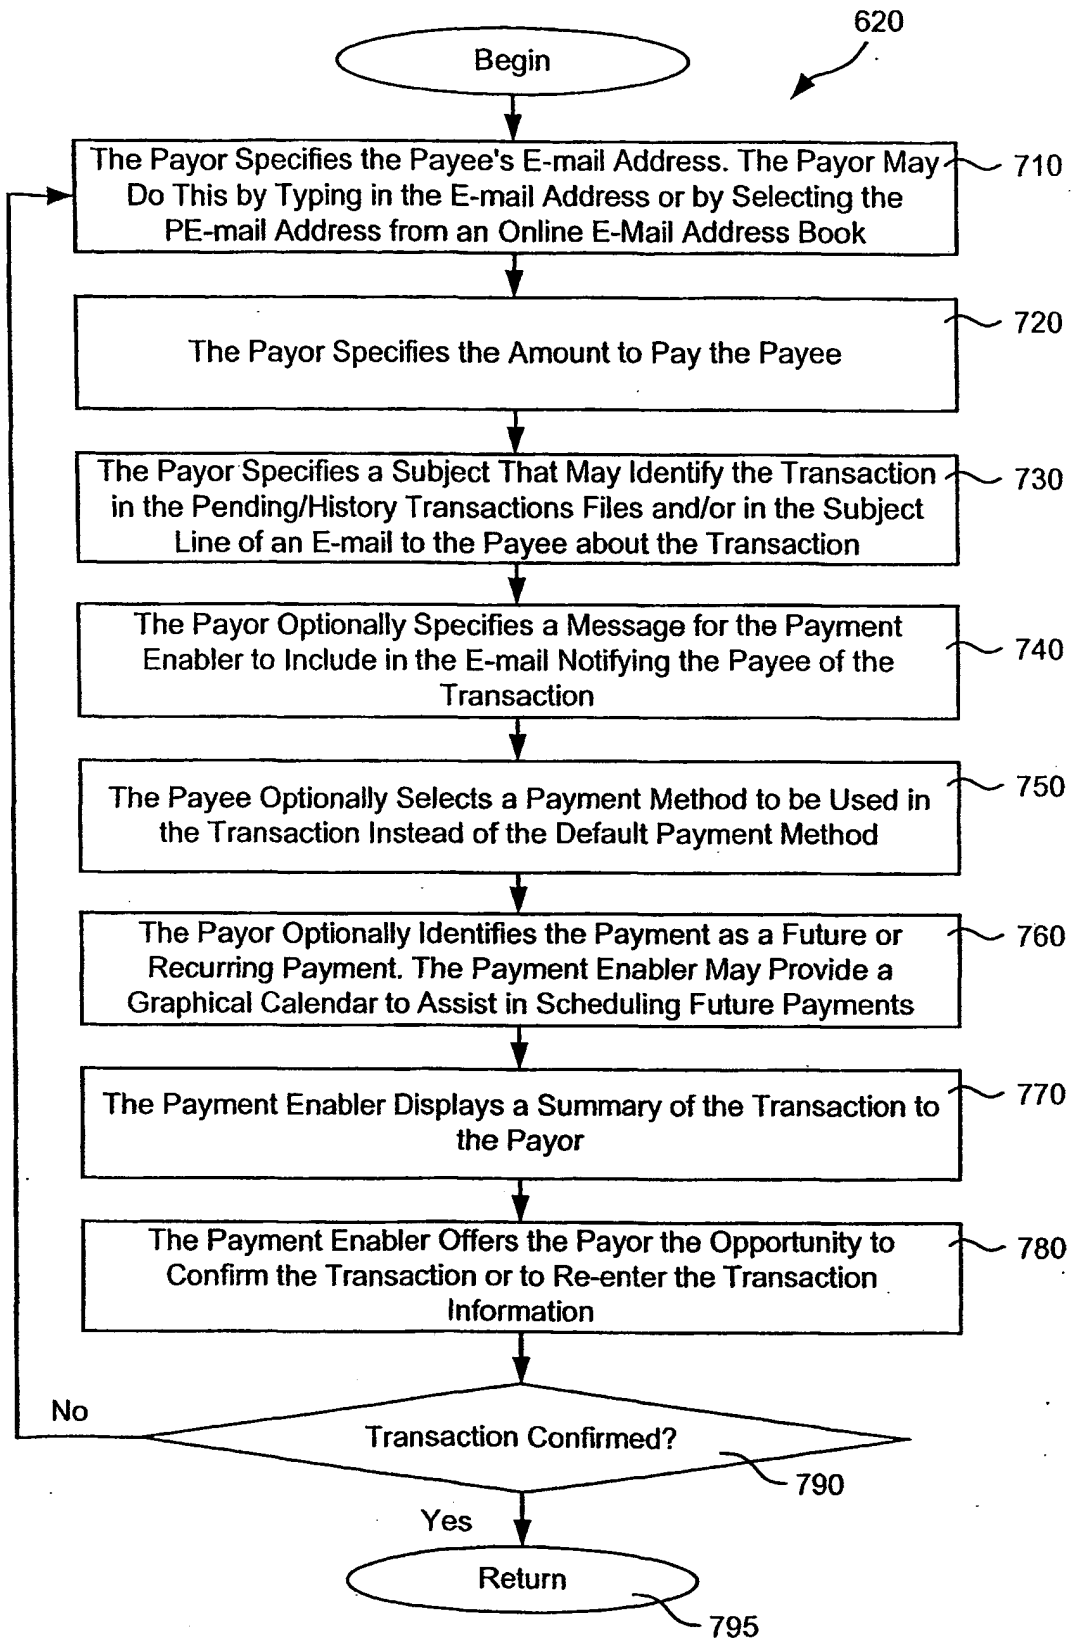 620
Begin
The Payor Specifies the Payee's E-mail Address. The Payor May
Do This by Typing in the E-mail Address or by Selecting the
PE-mail Address from an Online E-Mail Address Book
710
The Payor Specifies the Amount to Pay the Payee
720
The Payor Specifies a Subject That May Identify the Transaction
in the Pending/History Transactions Files and/or in the Subject
Line of an E-mail to the Payee about the Transaction
730
The Payor Optionally Specifies a Message for the Payment
Enabler to Include in the E-mail Notifying the Payee of the
Transaction
740
The Payee Optionally Selects a Payment Method to be Used in
the Transaction Instead of the Default Payment Method
750
The Payor Optionally Identifies the Payment as a Future or
Recurring Payment. The Payment Enabler May Provide a
Graphical Calendar to Assist in Scheduling Future Payments
760
The Payment Enabler Displays a Summary of the Transaction to
the Payor
770
The Payment Enabler Offers the Payor the Opportunity to
Confirm the Transaction or to Re-enter the Transaction
Information
780
No
Transaction Confirmed?
790
Yes
Return
795